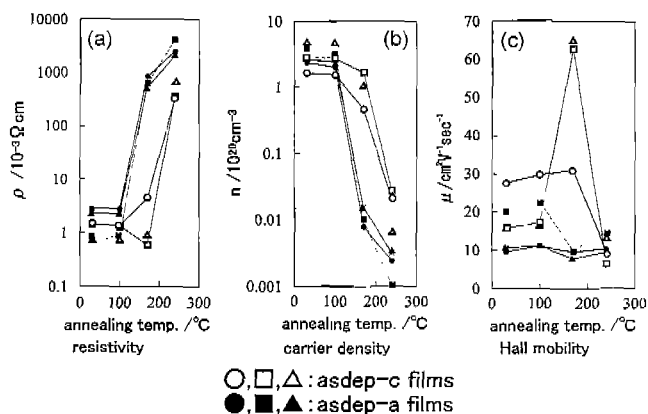 (a)
10000
1000
100
10
1
0.1
ρ /10⁻³Ω cm
0 100 200 300
annealing temp. /°C
resistivity
(b)
10
1
0.1
0.01
0.001
n /10²⁰cm⁻³
0 100 200 300
annealing temp. /°C
carrier density
(c)
70
60
50
40
30
20
10
0
μ/cm²V⁻¹sec⁻¹
0 100 200 300
annealing temp. /°C
Hall mobility
○,□,△: asdep-c films
●,■,▲: asdep-a films